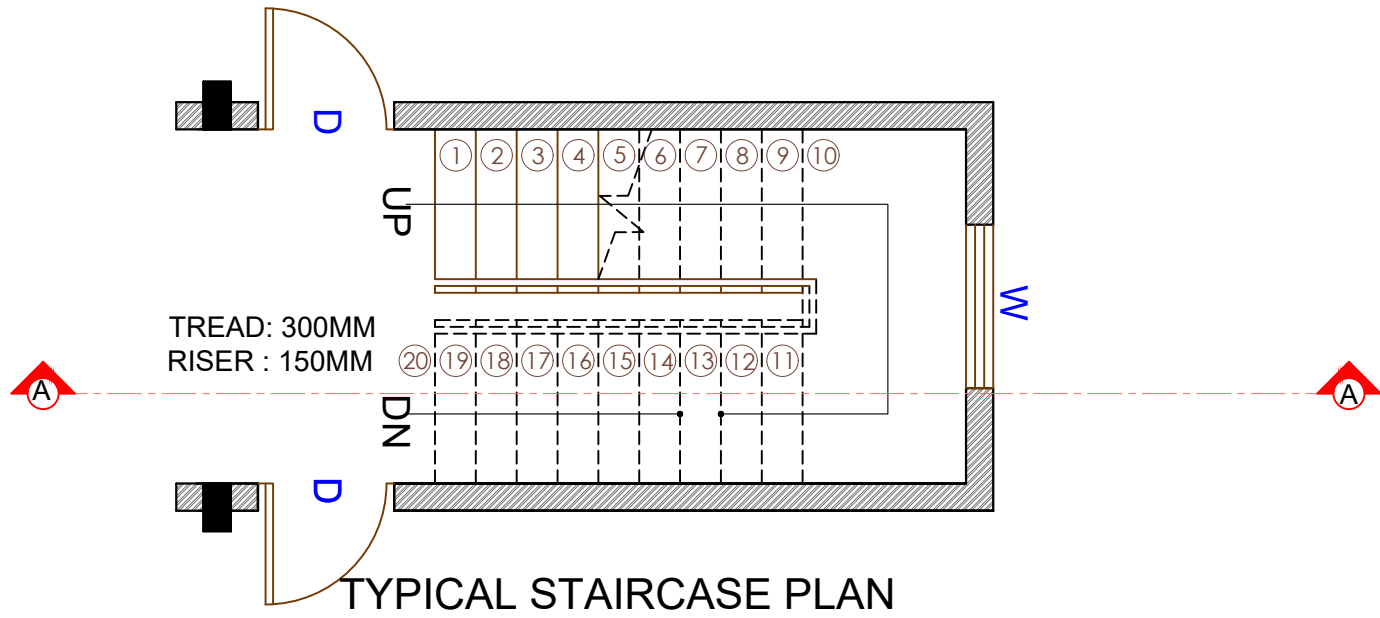 D
1 2 3 4 5 6 7 8 9 10
UP
W
TREAD: 300MM
RISER : 150MM
20 19 18 17 16 15 14 13 12 11
A
A
DN
D
TYPICAL STAIRCASE PLAN